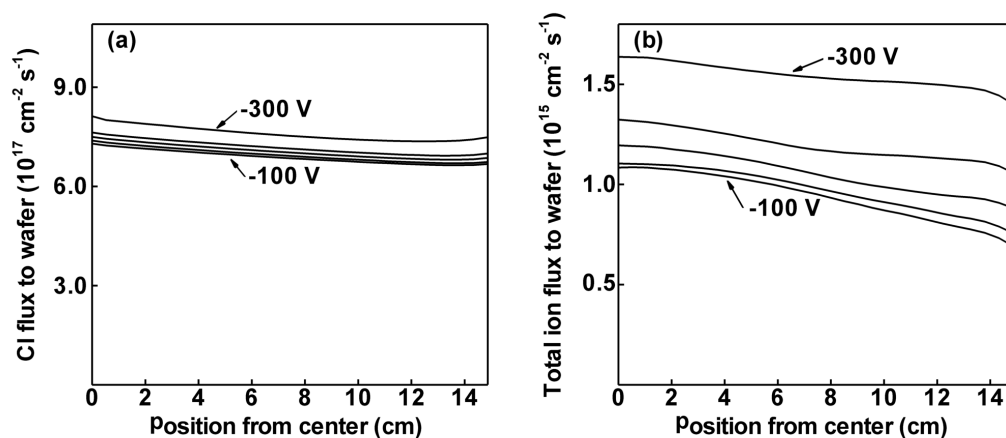 (a)
Cl flux to wafer (10¹⁷ cm⁻² s⁻¹)
9.0
6.0
3.0
-300 V
-100 V
0 2 4 6 8 10 12 14
Position from center (cm)
(b)
Total ion flux to wafer (10¹⁵ cm⁻² s⁻¹)
1.5
1.0
0.5
-300 V
-100 V
0 2 4 6 8 10 12 14
Position from center (cm)